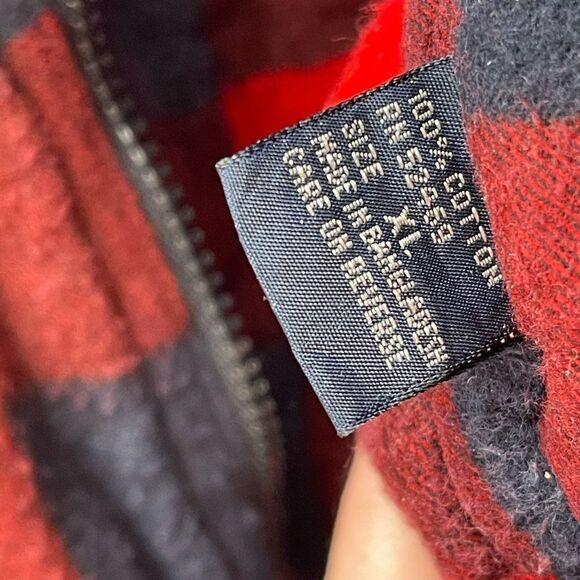 100% COTTON
RN 52469
SIZE XL
MADE IN BANGLADESH
CARE ON REVERSE